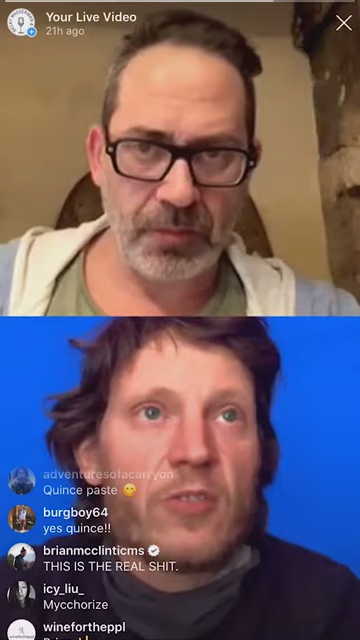 Your Live Video
21h ago
adventuresofacarryon
Quince paste 😋
burgboy64
yes quince!!
brianmcclinticms
THIS IS THE REAL SHIT.
icy_liu_
Mycchorize
winefortheppl